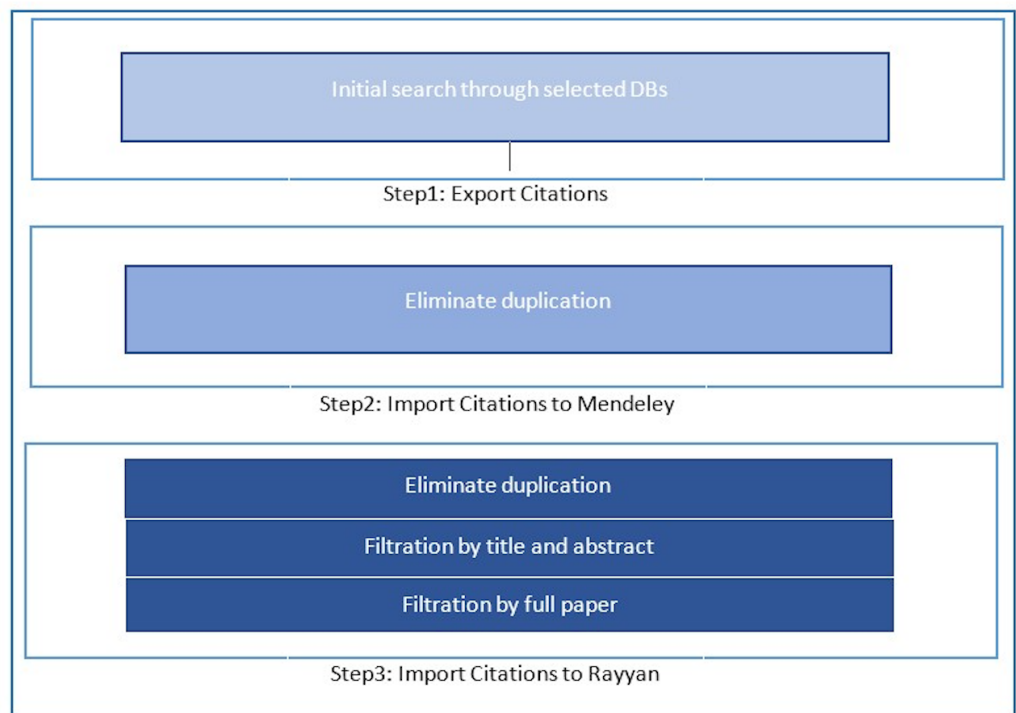 Initial search through selected DBs
Step1: Export Citations
Eliminate duplication
Step2: Import Citations to Mendeley
Eliminate duplication
Filtration by title and abstract
Filtration by full paper
Step3: Import Citations to Rayyan